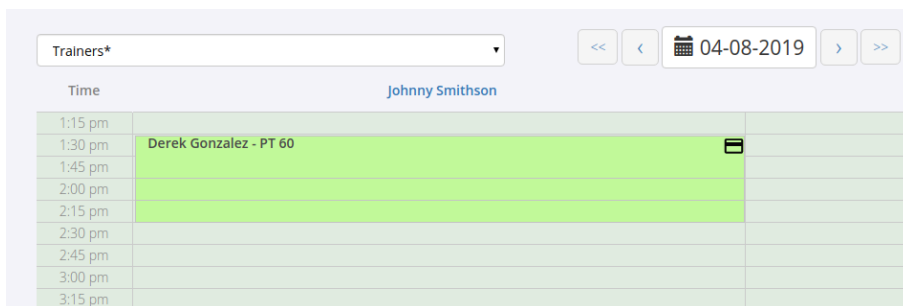 Trainers*
<< < 04-08-2019 > >>
Time Johnny Smithson
1:15 pm
1:30 pm Derek Gonzalez - PT 60
1:45 pm
2:00 pm
2:15 pm
2:30 pm
2:45 pm
3:00 pm
3:15 pm